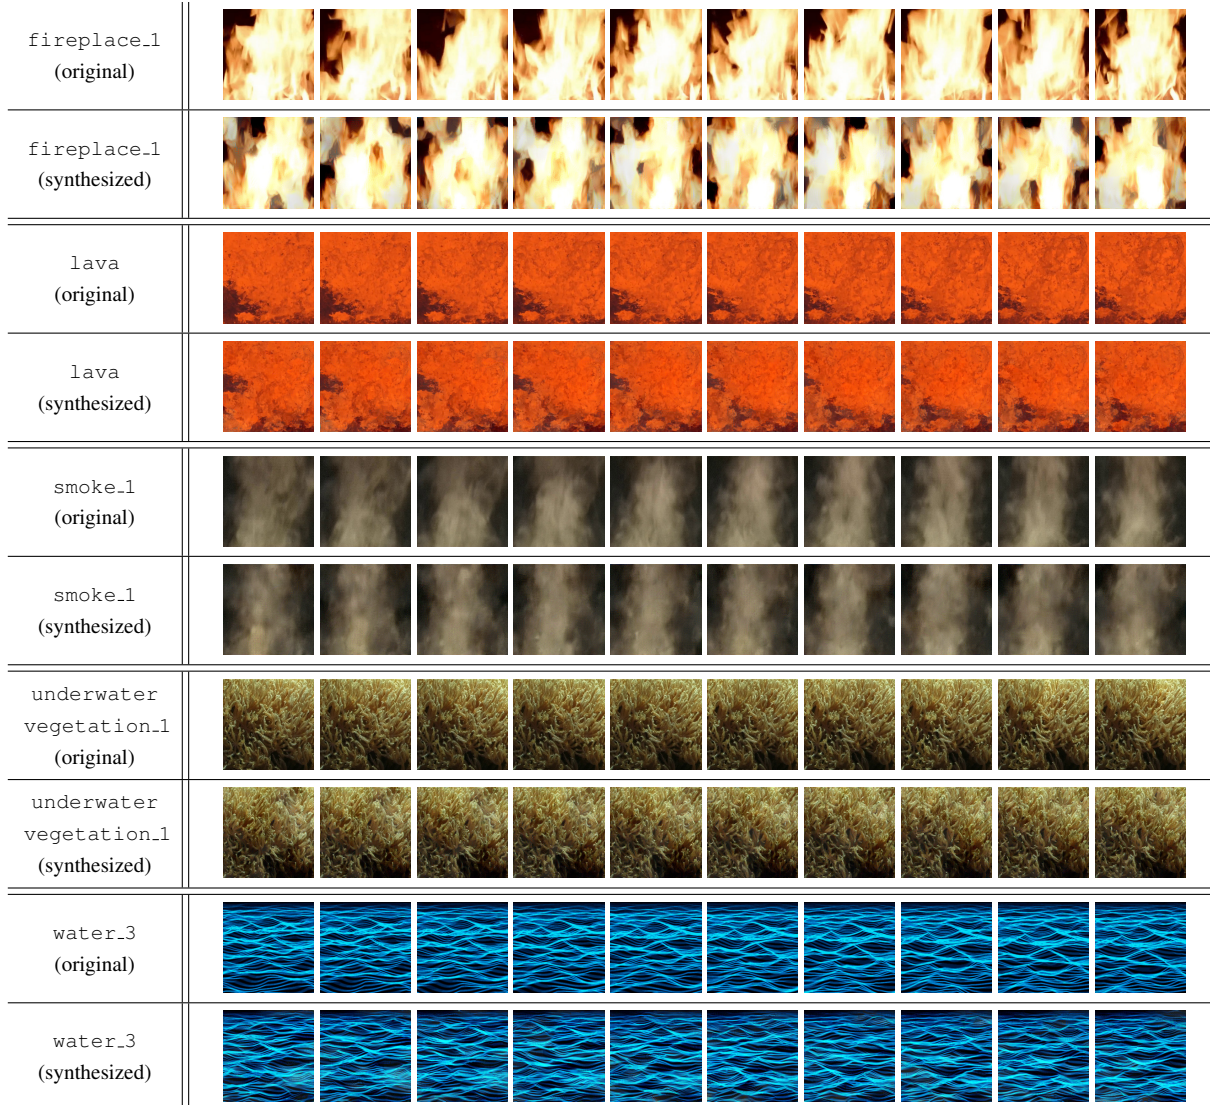 fireplace_1
(original)
fireplace_1
(synthesized)
lava
(original)
lava
(synthesized)
smoke_1
(original)
smoke_1
(synthesized)
underwater
vegetation_1
(original)
underwater
vegetation_1
(synthesized)
water_3
(original)
water_3
(synthesized)